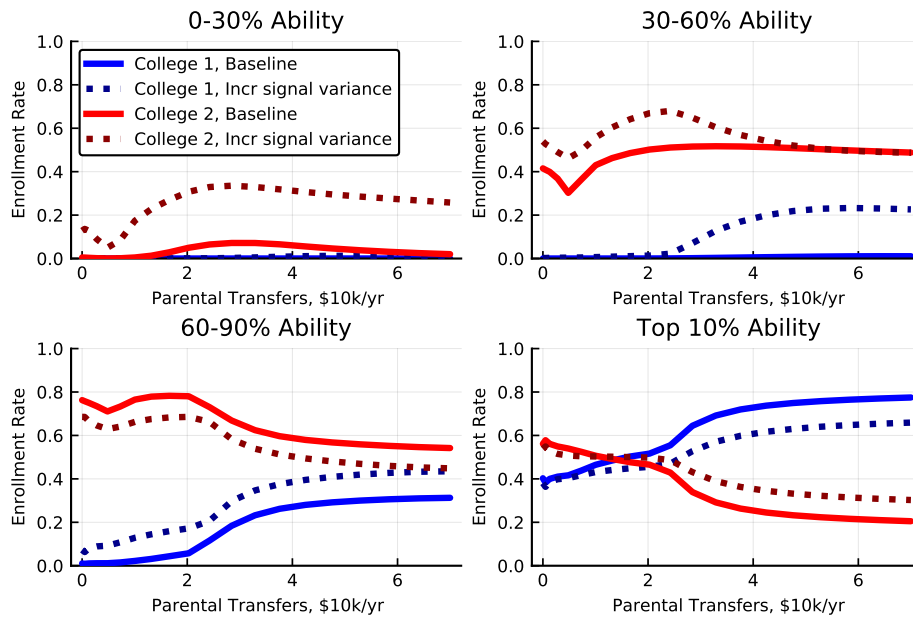 0-30% Ability
1.0
0.8
0.6
0.4
0.2
0.0
Enrollment Rate
College 1, Baseline
College 1, Incr signal variance
College 2, Baseline
College 2, Incr signal variance
0 2 4 6
Parental Transfers, $10k/yr
30-60% Ability
1.0
0.8
0.6
0.4
0.2
0.0
Enrollment Rate
0 2 4 6
Parental Transfers, $10k/yr
60-90% Ability
1.0
0.8
0.6
0.4
0.2
0.0
Enrollment Rate
0 2 4 6
Parental Transfers, $10k/yr
Top 10% Ability
1.0
0.8
0.6
0.4
0.2
0.0
Enrollment Rate
0 2 4 6
Parental Transfers, $10k/yr